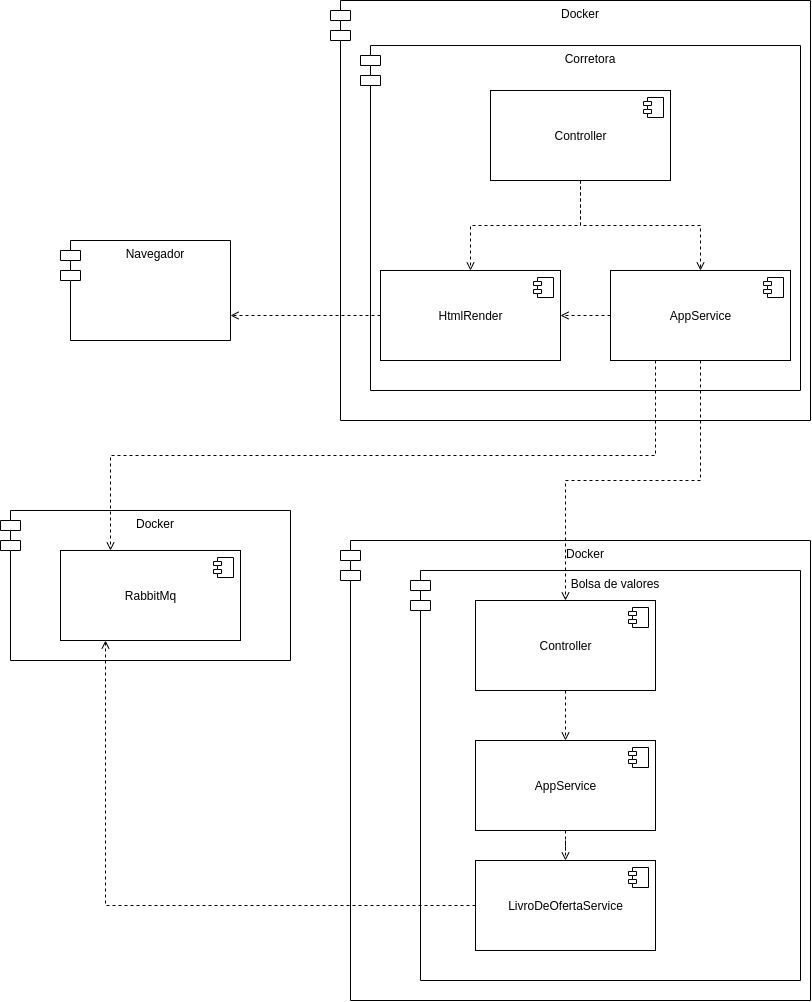 Docker
Corretora
Controller
Navegador
HtmlRender
AppService
Docker
RabbitMq
Docker
Bolsa de valores
Controller
AppService
LivroDeOfertaService